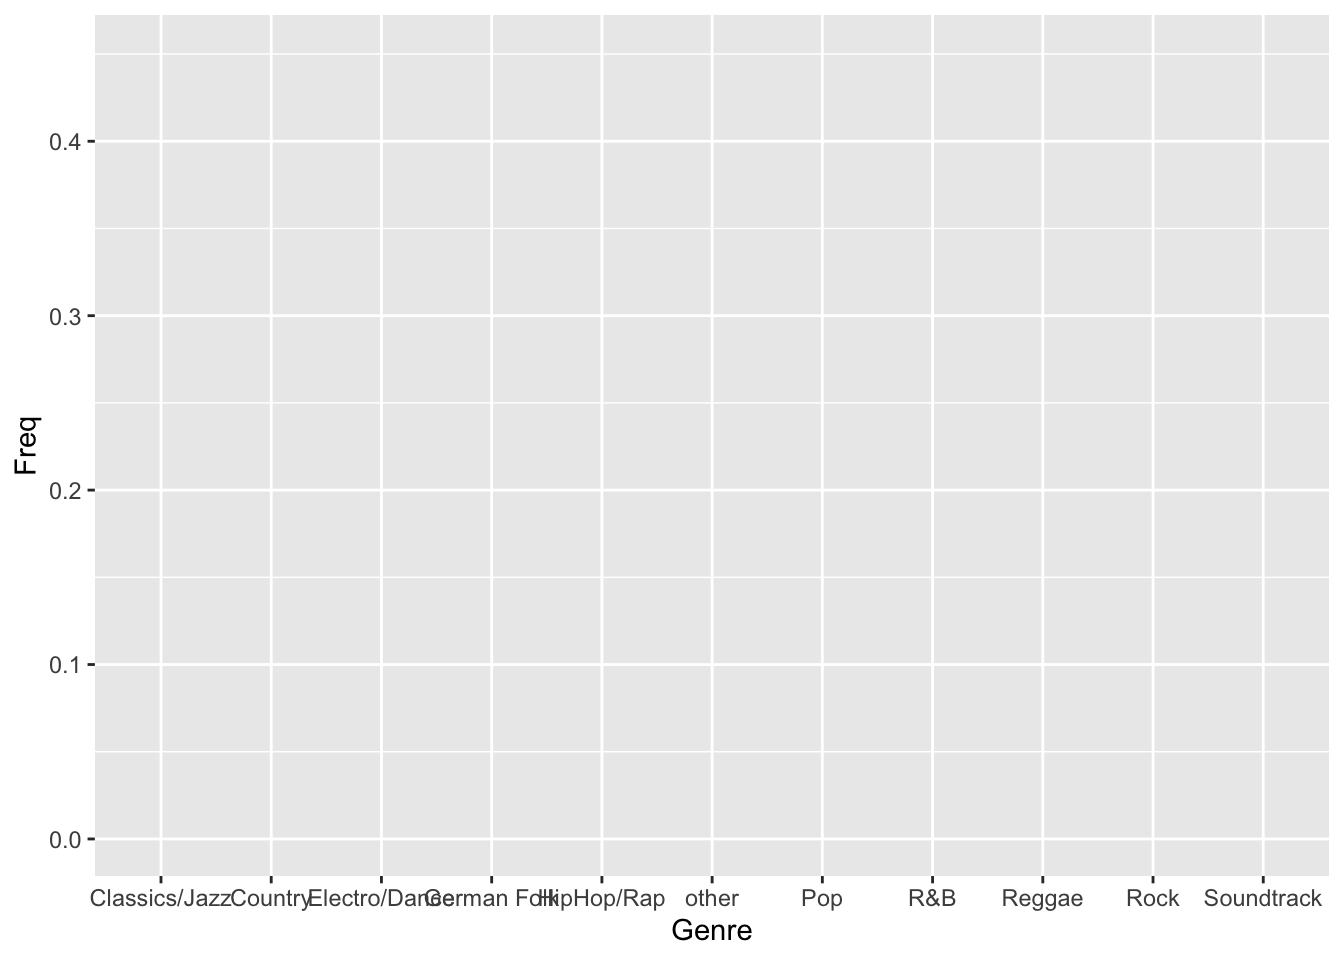 Freq
0.4
0.3
0.2
0.1
0.0
Classics/Jazz Country Electro/Dance German Folk HipHop/Rap other Pop R&B Reggae Rock Soundtrack
Genre